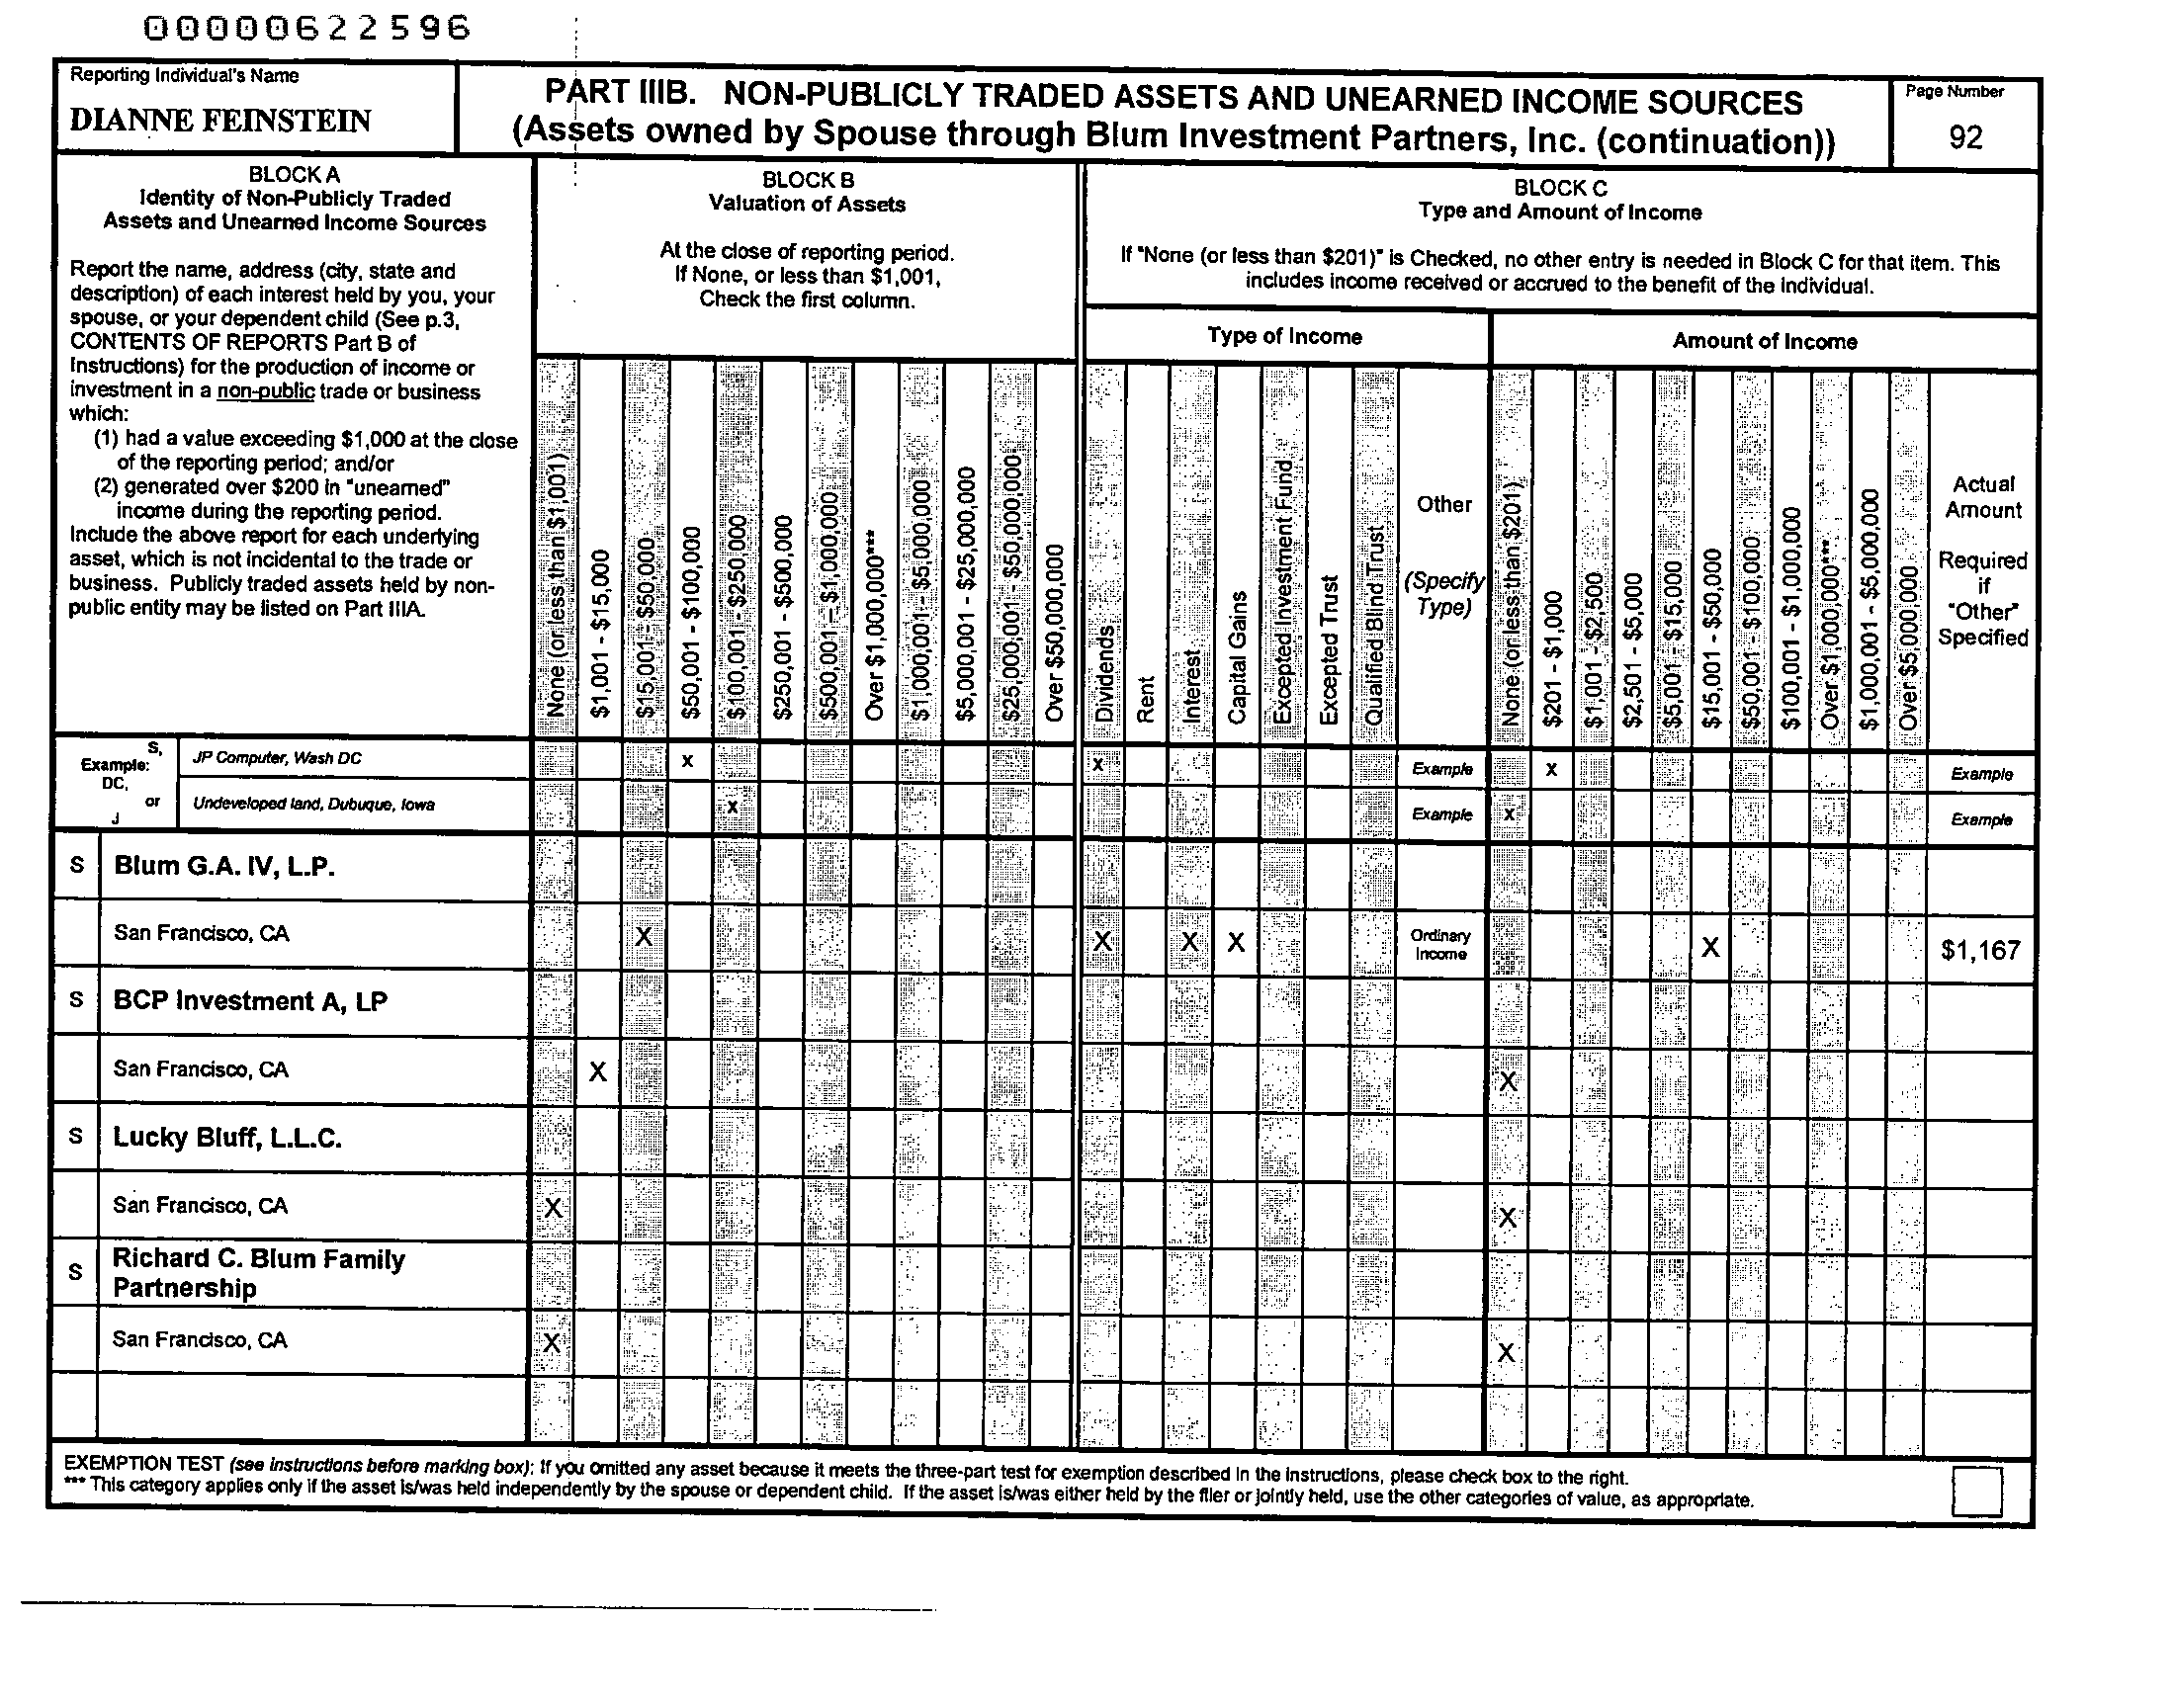 00000622596
Reporting Individual's Name
DIANNE FEINSTEIN
PART IIIB. NON-PUBLICLY TRADED ASSETS AND UNEARNED INCOME SOURCES
(Assets owned by Spouse through Blum Investment Partners, Inc. (continuation))
Page Number
92
BLOCK A
Identity of Non-Publicly Traded
Assets and Unearned Income Sources
Report the name, address (city, state and
description) of each interest held by you, your
spouse, or your dependent child (See p.3,
CONTENTS OF REPORTS Part B of
Instructions) for the production of income or
investment in a non-public trade or business
which:
(1) had a value exceeding $1,000 at the close
of the reporting period; and/or
(2) generated over $200 in "unearned"
income during the reporting period.
Include the above report for each underlying
asset, which is not incidental to the trade or
business. Publicly traded assets held by non-
public entity may be listed on Part IIIA.
BLOCK B
Valuation of Assets
At the close of reporting period.
If None, or less than $1,001,
Check the first column.
None (or less than $1,001)
$1,001 - $15,000
$15,001 - $50,000
$50,001 - $100,000
$100,001 - $250,000
$250,001 - $500,000
$500,001 - $1,000,000
Over $1,000,000***
$1,000,001 - $5,000,000
$5,000,001 - $25,000,000
$25,000,001 - $50,000,000
Over $50,000,000
BLOCK C
Type and Amount of Income
If "None (or less than $201)" is Checked, no other entry is needed in Block C for that item. This
includes income received or accrued to the benefit of the individual.
Type of Income
Amount of Income
Dividends
Rent
Interest
Capital Gains
Excepted Investment Fund
Excepted Trust
Qualified Blind Trust
Other
(Specify
Type)
None (or less than $201)
$201 - $1,000
$1,001 - $2,500
$2,501 - $5,000
$5,001 - $15,000
$15,001 - $50,000
$50,001 - $100,000
$100,001 - $1,000,000
Over $1,000,000***
$1,000,001 - $5,000,000
Over $5,000,000
Actual
Amount
Required
if
"Other"
Specified
S,
Example:
DC,
or
J
JP Computer, Wash DC x x Example x Example
Undeveloped land, Dubuque, Iowa x Example x Example
S Blum G.A. IV, L.P.
San Francisco, CA X X X X Ordinary Income X $1,167
S BCP Investment A, LP
San Francisco, CA X X
S Lucky Bluff, L.L.C.
San Francisco, CA X X
S Richard C. Blum Family
Partnership
San Francisco, CA X X
EXEMPTION TEST (see instructions before marking box): If you omitted any asset because it meets the three-part test for exemption described in the instructions, please check box to the right.
*** This category applies only if the asset is/was held independently by the spouse or dependent child. If the asset is/was either held by the filer or jointly held, use the other categories of value, as appropriate.